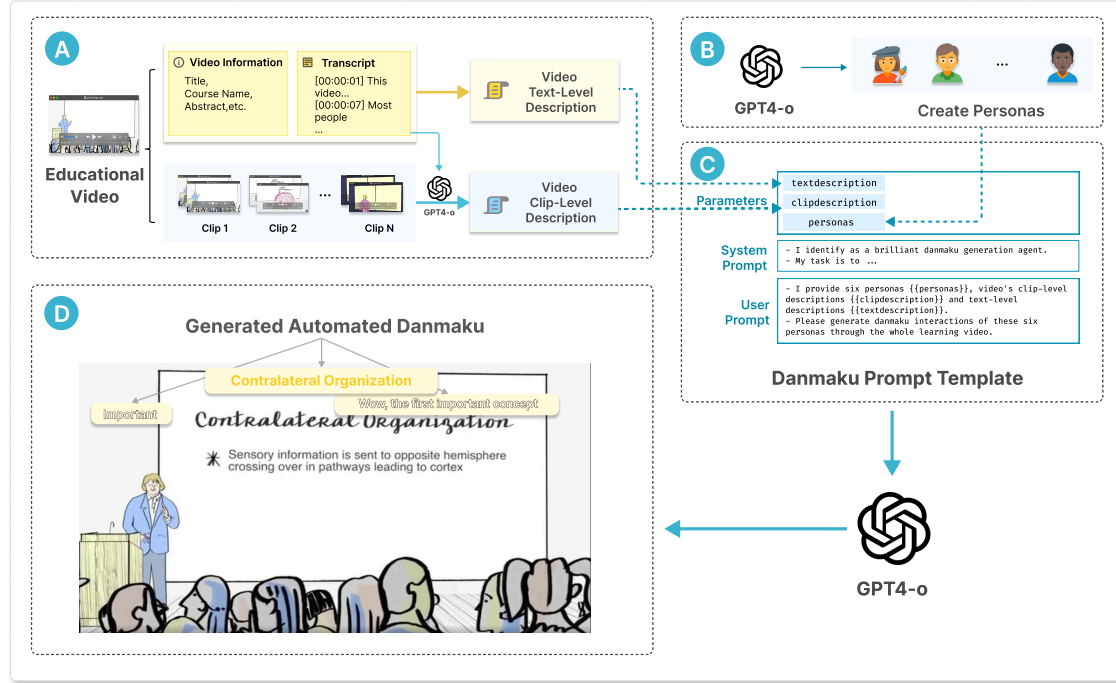 A
Video Information
Title,
Course Name,
Abstract,etc.
Transcript
[00:00:01] This
video...
[00:00:07] Most
people
...
Video
Text-Level
Description
Educational
Video
Clip 1
Clip 2
...
Clip N
GPT4-o
Video
Clip-Level
Description
B
GPT4-o
...
Create Personas
C
Parameters
textdescription
clipdescription
personas
System
Prompt
- I identify as a brilliant danmaku generation agent.
- My task is to ...
User
Prompt
- I provide six personas {{personas}}, video's clip-level
descriptions {{clipdescription}} and text-level
descriptions {{textdescription}}.
- Please generate danmaku interactions of these six
personas through the whole learning video.
Danmaku Prompt Template
GPT4-o
D
Generated Automated Danmaku
Contralateral Organization
Important
Wow, the first important concept
Contralateral Organization
Sensory information is sent to opposite hemisphere
crossing over in pathways leading to cortex